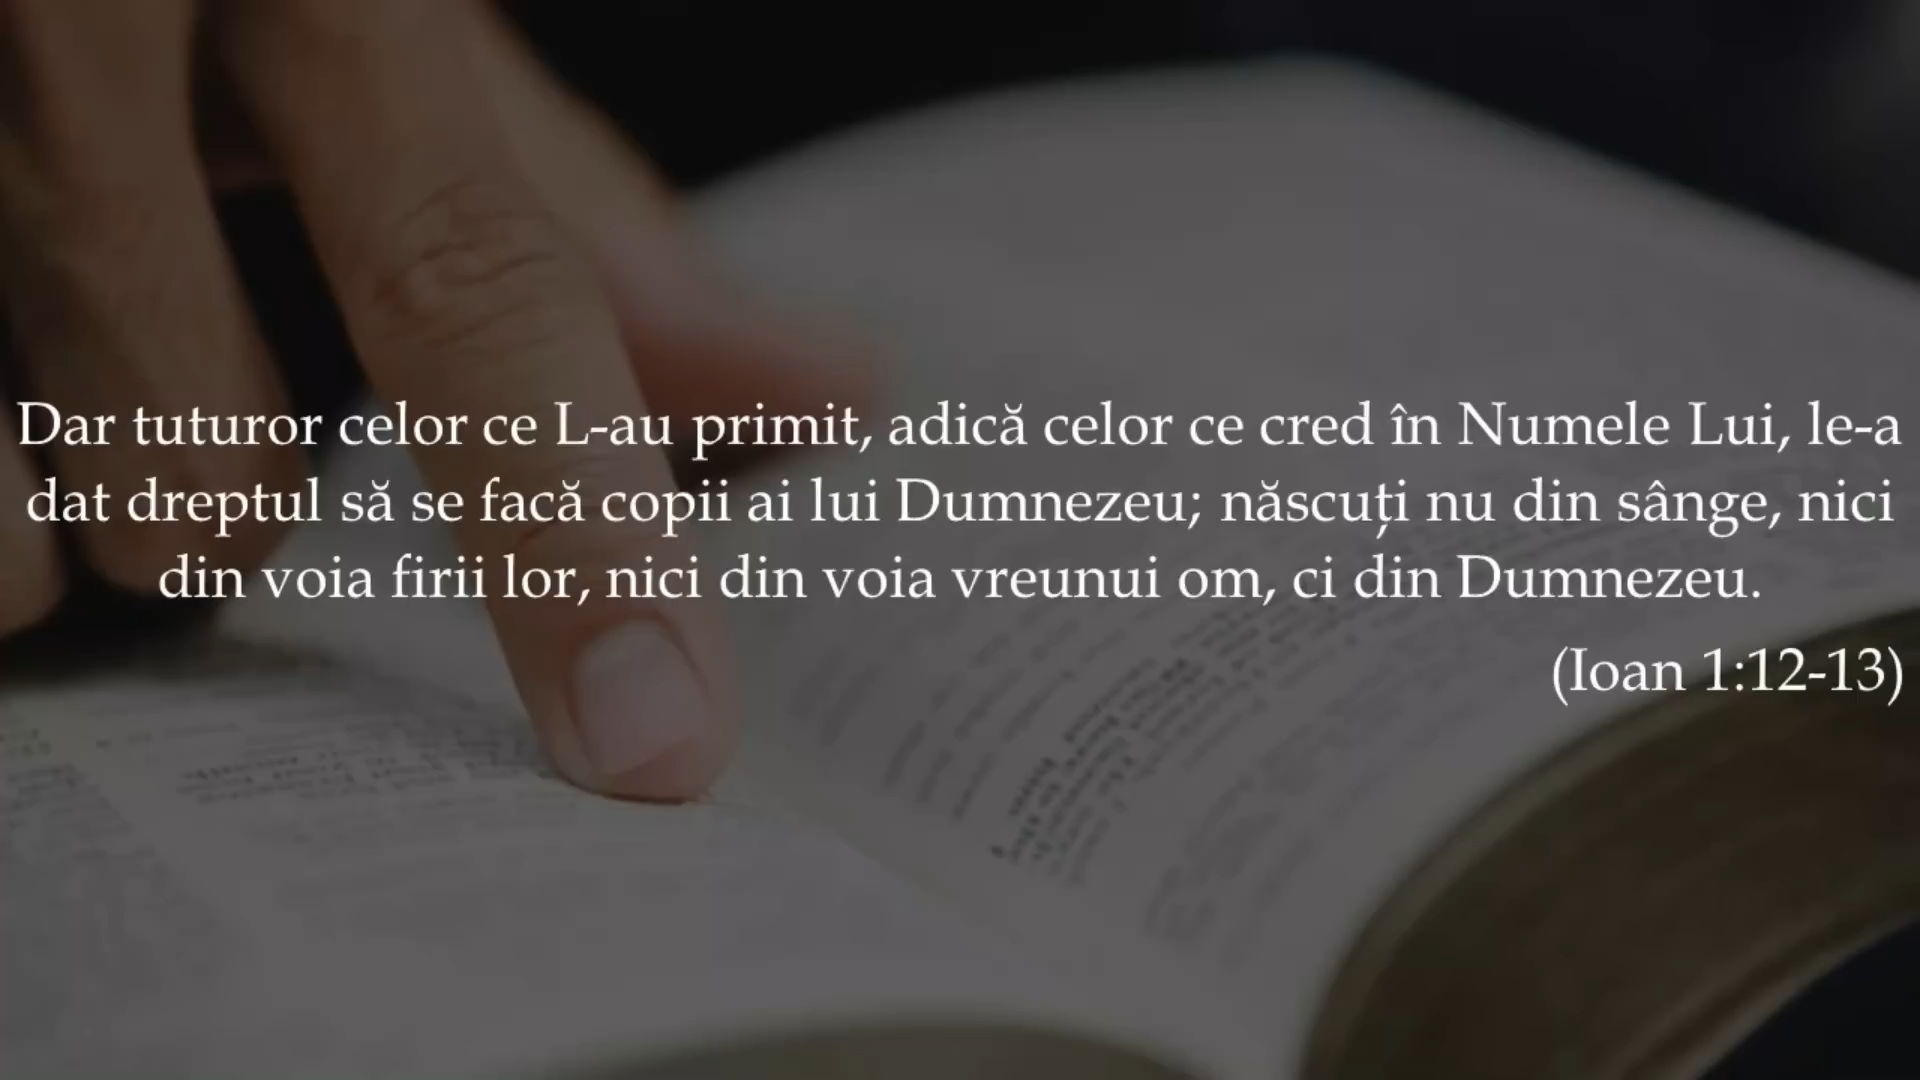 Dar tuturor celor ce L-au primit, adică celor ce cred în Numele Lui, le-a
dat dreptul să se facă copii ai lui Dumnezeu; născuți nu din sânge, nici
din voia firii lor, nici din voia vreunui om, ci din Dumnezeu.
(Ioan 1:12-13)